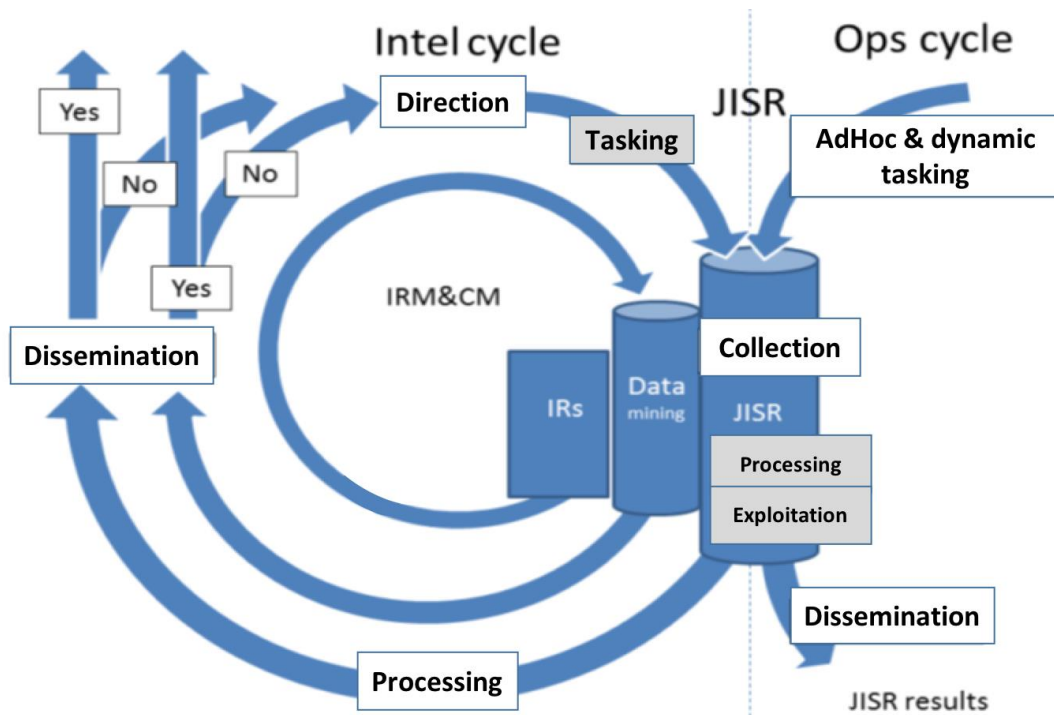 Intel cycle
Ops cycle
JISR
Yes
No
No
Yes
Direction
Tasking
AdHoc & dynamic
tasking
IRM&CM
Dissemination
IRs
Data
mining
Collection
JISR
Processing
Exploitation
Dissemination
Processing
JISR results